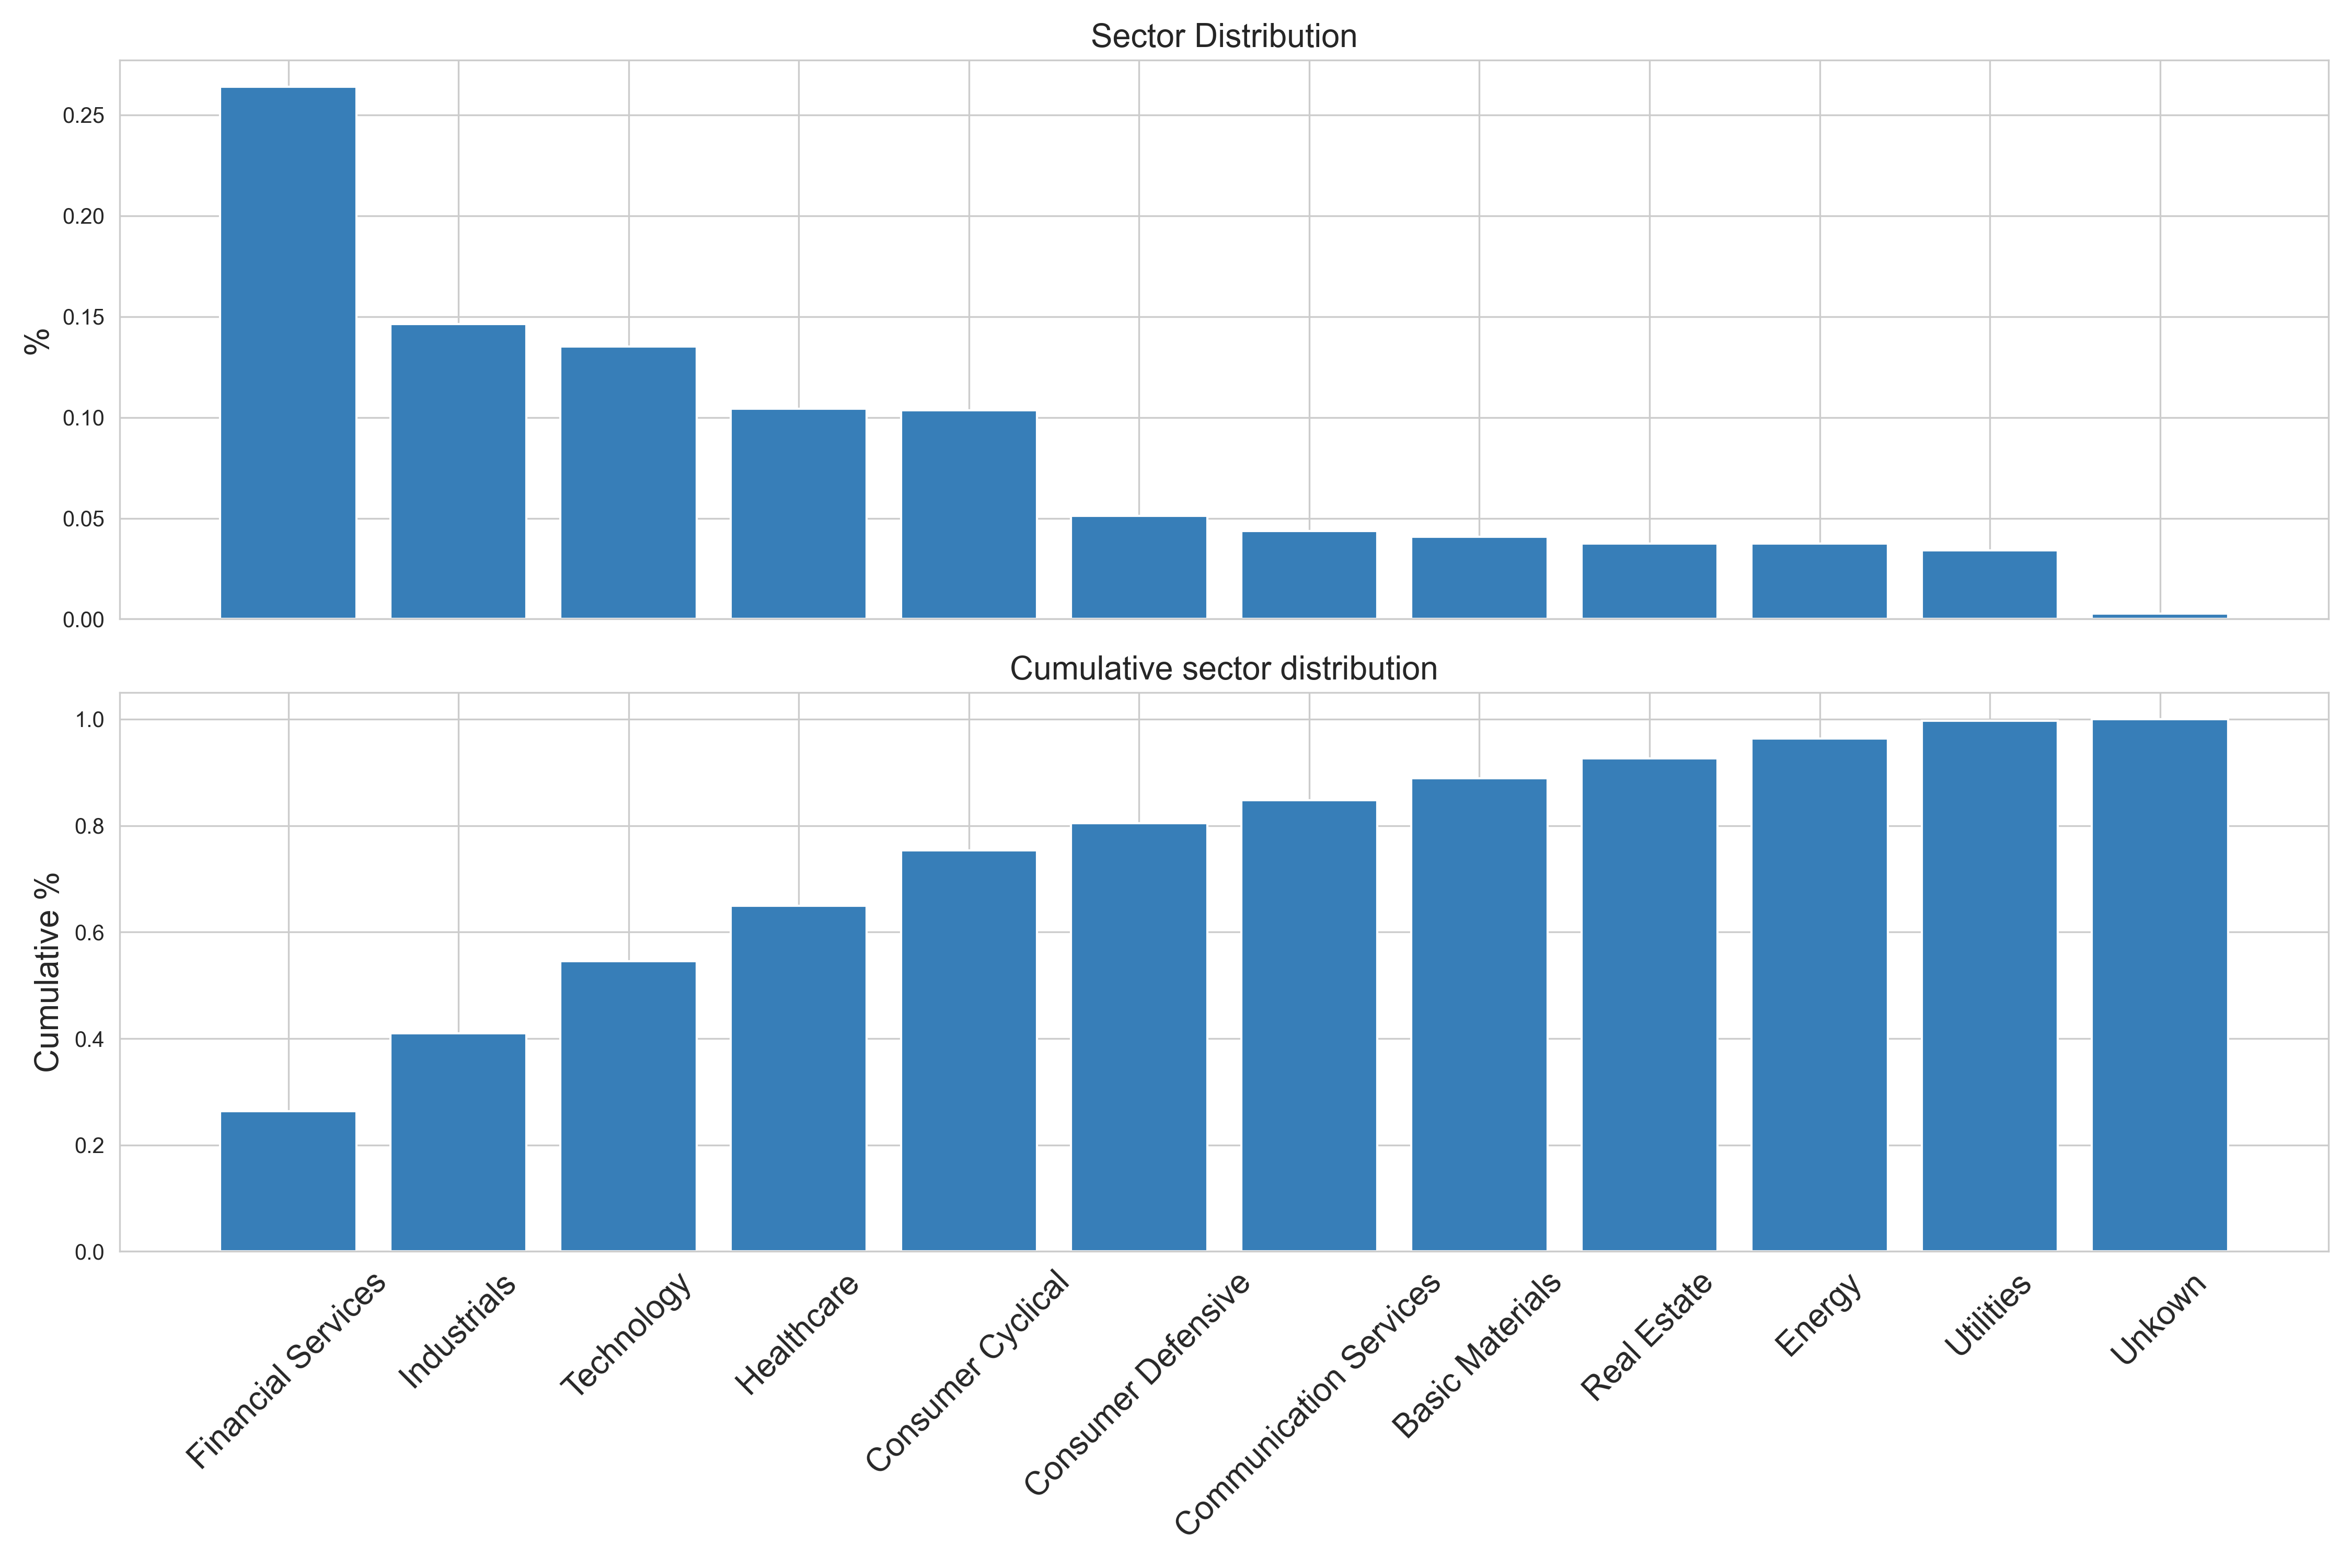 Sector Distribution
%
0.25
0.20
0.15
0.10
0.05
0.00
Cumulative sector distribution
Cumulative %
1.0
0.8
0.6
0.4
0.2
0.0
Financial Services
Industrials
Technology
Healthcare
Consumer Cyclical
Consumer Defensive
Communication Services
Basic Materials
Real Estate
Energy
Utilities
Unkown